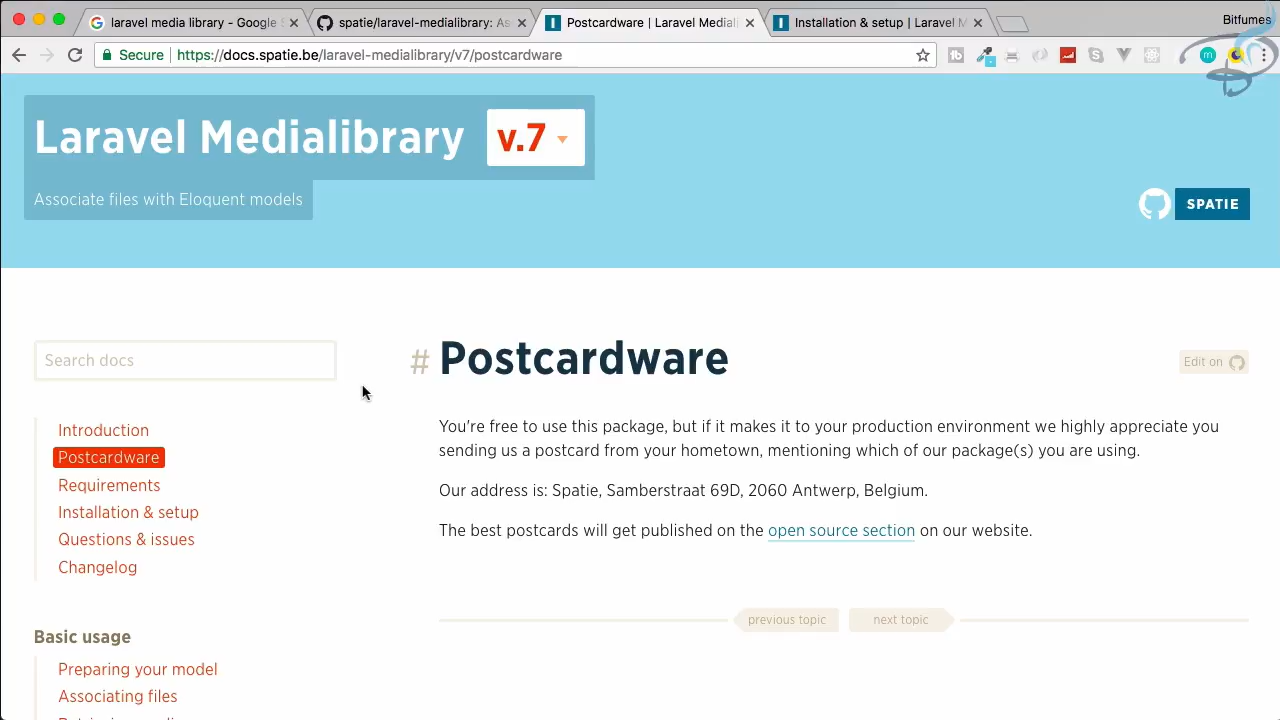 laravel media library - Google S
spatie/laravel-medialibrary: Ass
Postcardware | Laravel Mediali
Installation & setup | Laravel M
Bitfumes
Secure
https://docs.spatie.be/laravel-medialibrary/v7/postcardware
Laravel Medialibrary
v.7
Associate files with Eloquent models
SPATIE
Search docs
# Postcardware
Edit on
You're free to use this package, but if it makes it to your production environment we highly appreciate you
sending us a postcard from your hometown, mentioning which of our package(s) you are using.
Our address is: Spatie, Samberstraat 69D, 2060 Antwerp, Belgium.
The best postcards will get published on the open source section on our website.
previous topic
next topic
Introduction
Postcardware
Requirements
Installation & setup
Questions & issues
Changelog
Basic usage
Preparing your model
Associating files